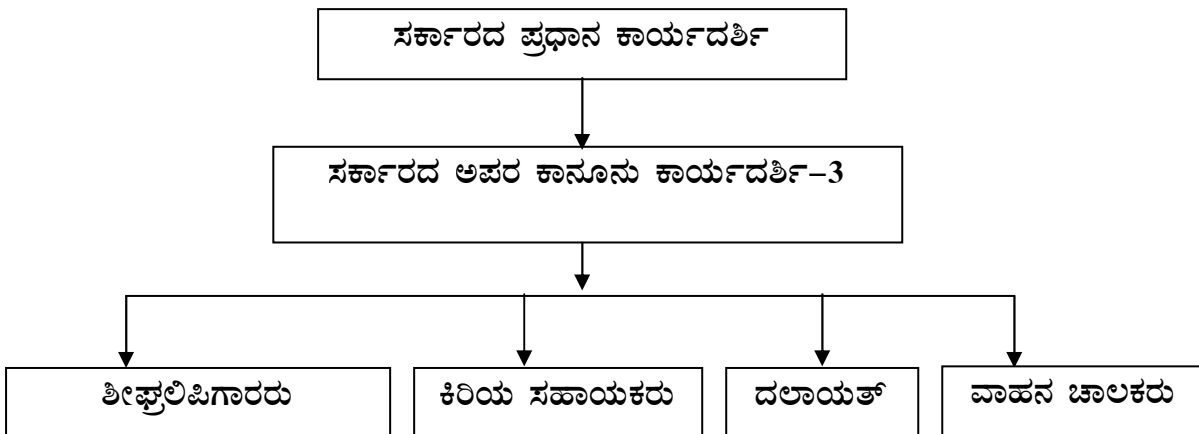 ಸರ್ಕಾರದ ಪ್ರಧಾನ ಕಾರ್ಯದರ್ಶಿ
ಸರ್ಕಾರದ ಅಪರ ಕಾನೂನು ಕಾರ್ಯದರ್ಶಿ-3
ಶೀಘ್ರಲಿಪಿಗಾರರು
ಕಿರಿಯ ಸಹಾಯಕರು
ದಲಾಯತ್
ವಾಹನ ಚಾಲಕರು